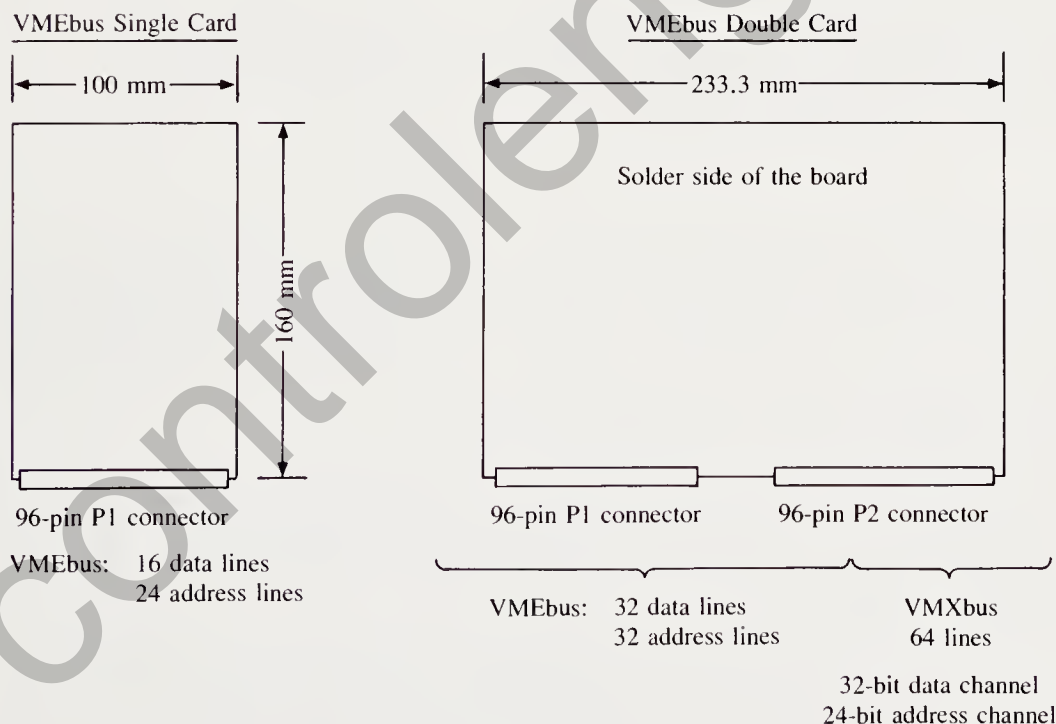 VMEbus Single Card
100 mm
160 mm
96-pin P1 connector
VMEbus: 16 data lines
24 address lines
VMEbus Double Card
233.3 mm
Solder side of the board
96-pin P1 connector
96-pin P2 connector
VMEbus: 32 data lines
32 address lines
VMXbus
64 lines
32-bit data channel
24-bit address channel
controleng